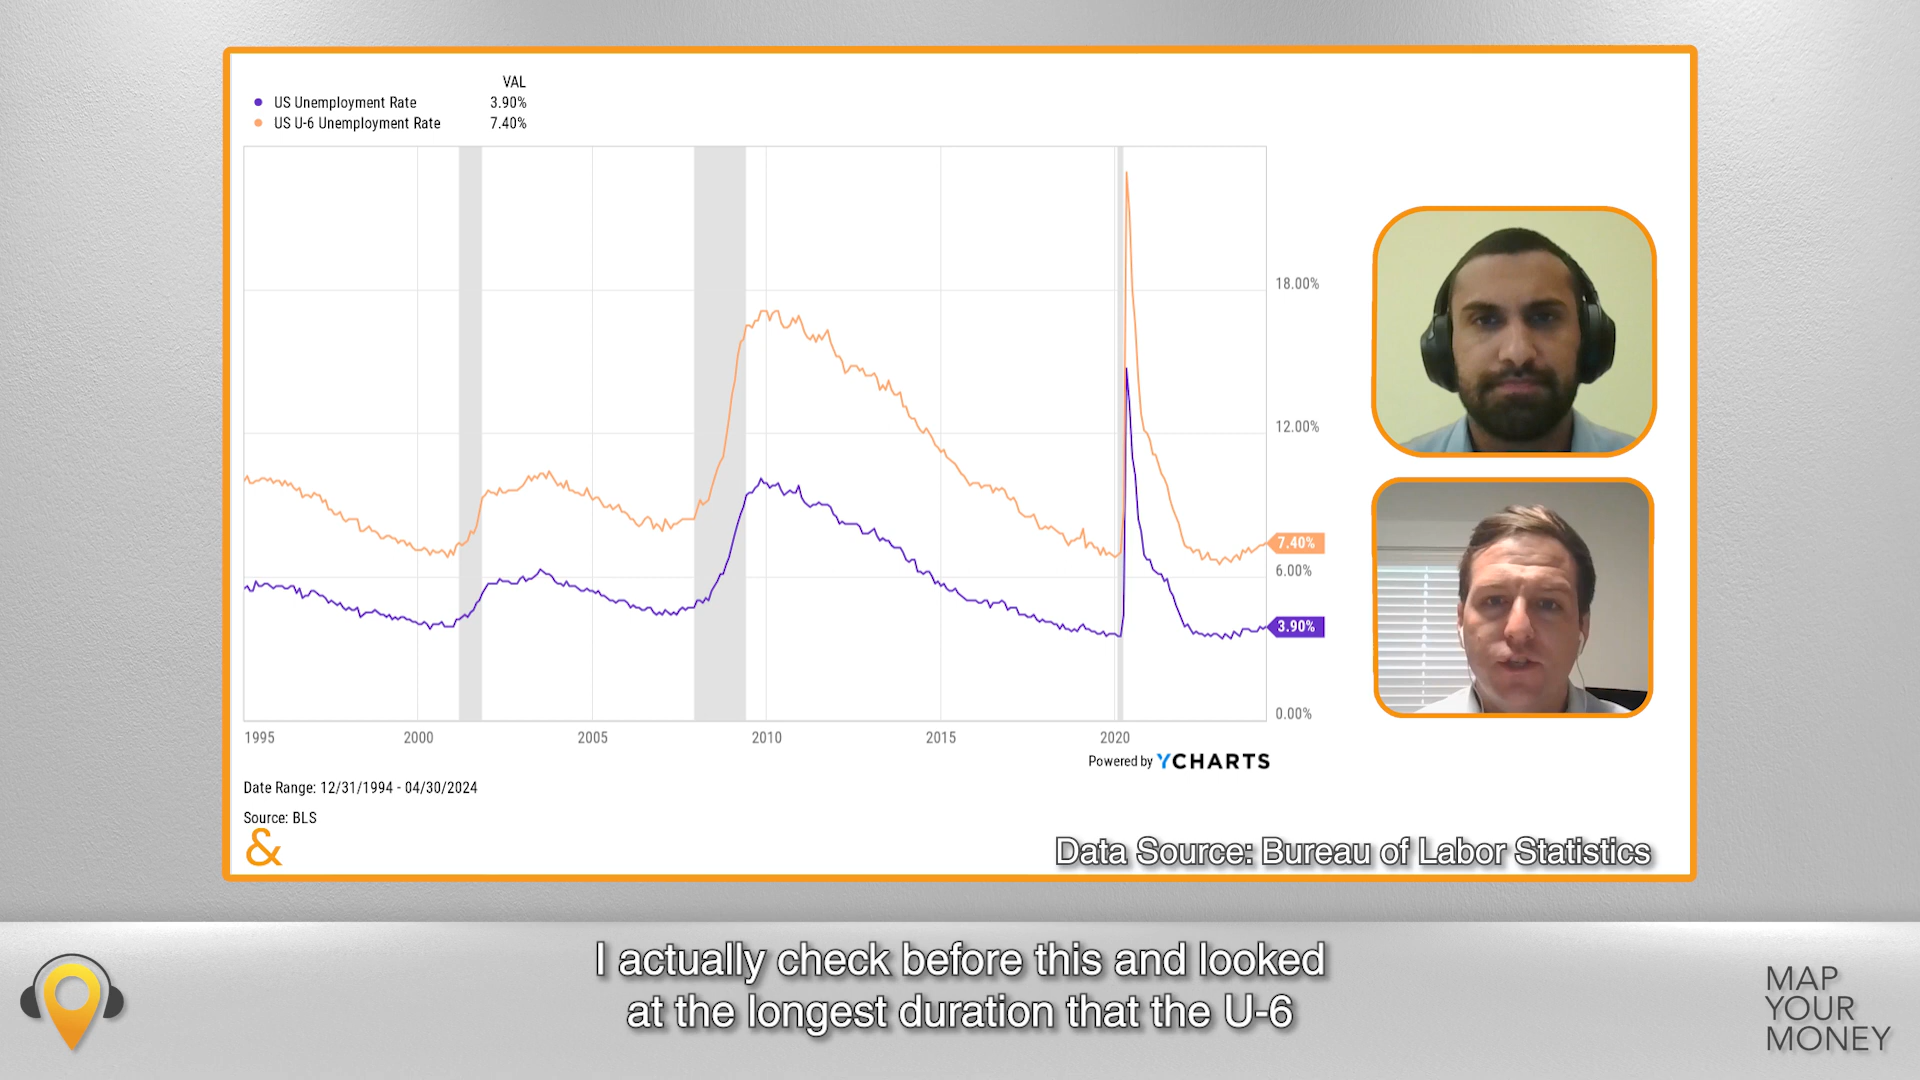 VAL
US Unemployment Rate 3.90%
US U-6 Unemployment Rate 7.40%
18.00%
12.00%
7.40%
6.00%
3.90%
0.00%
1995 2000 2005 2010 2015 2020
Powered by YCHARTS
Date Range: 12/31/1994 - 04/30/2024
Source: BLS
&
Data Source: Bureau of Labor Statistics
I actually check before this and looked
at the longest duration that the U-6
MAP
YOUR
MONEY